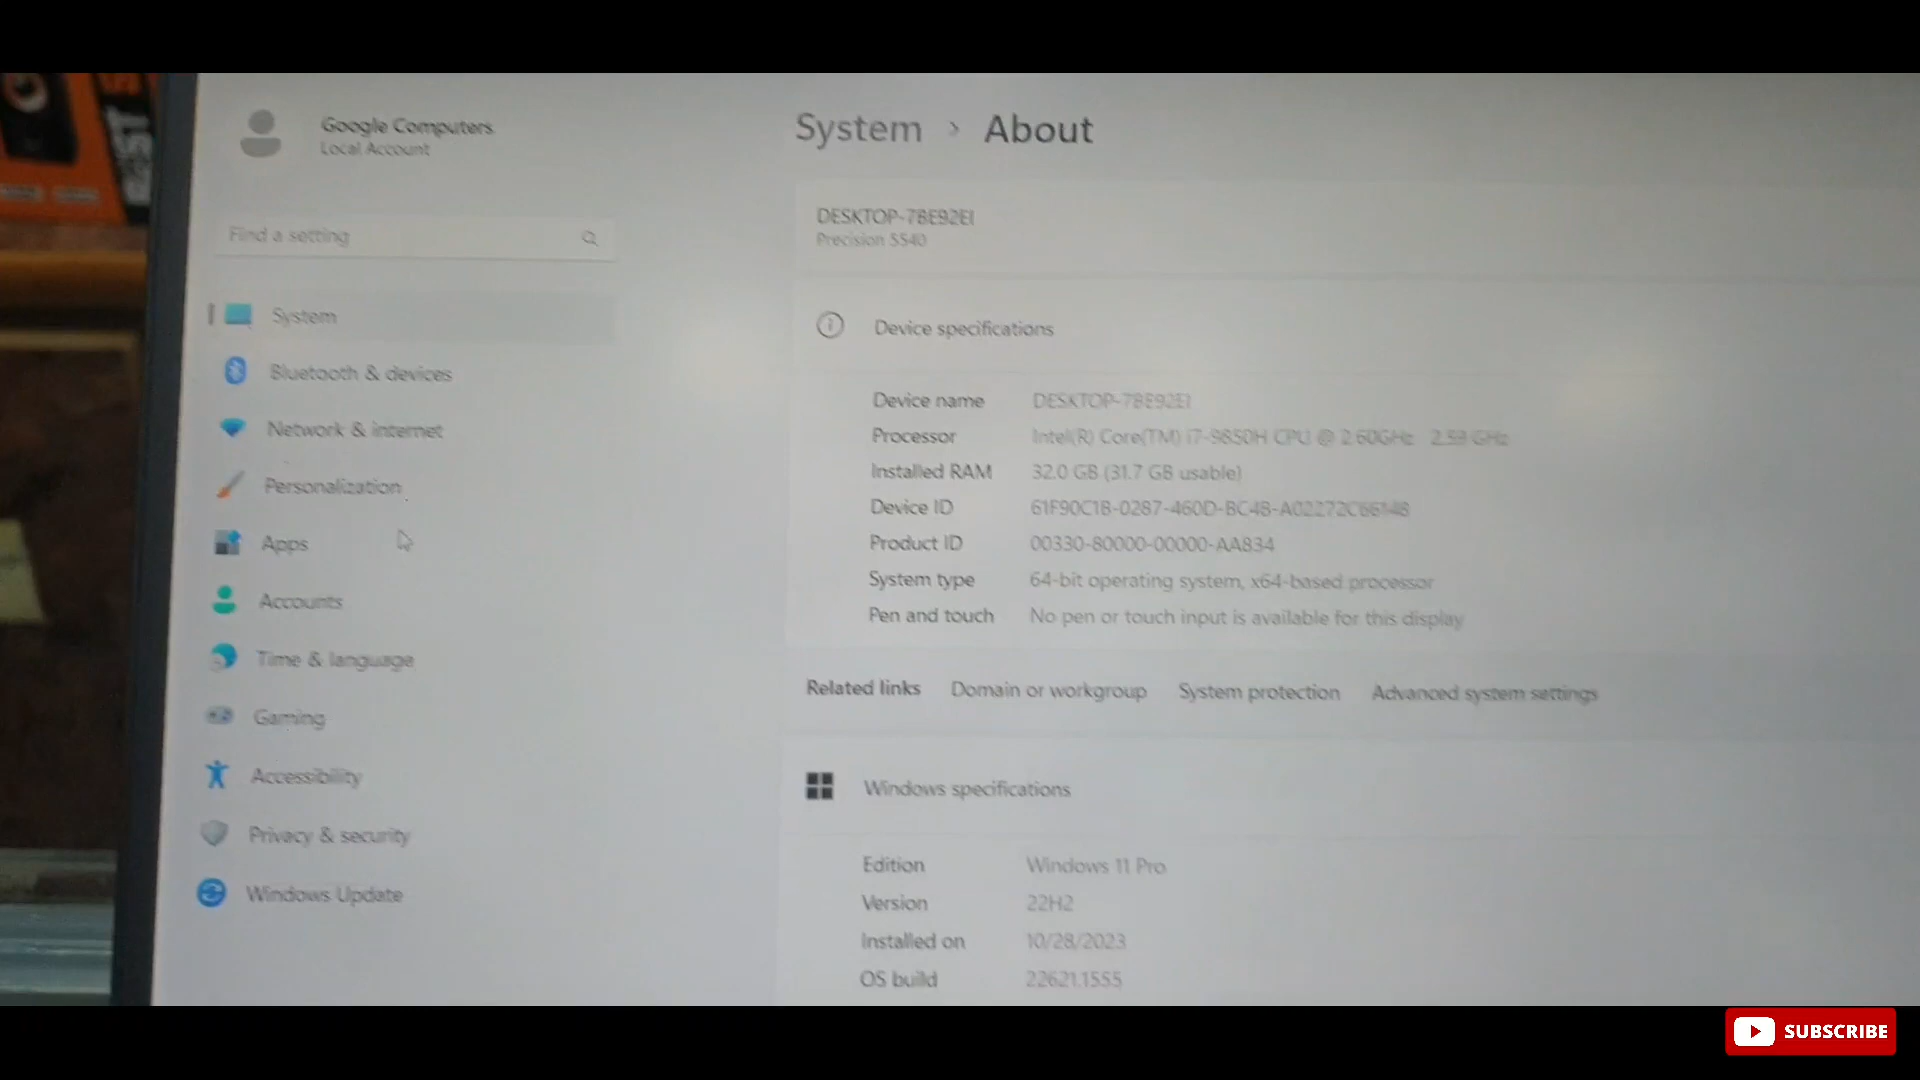 Google Computers
Local Account
Find a setting
System
Bluetooth & devices
Network & internet
Personalization
Apps
Accounts
Time & language
Gaming
Accessibility
Privacy & security
Windows Update
System > About
Precision 5540
Device specifications
Device name
Processor Intel(R) Core(TM) i7-9850H CPU @ 2.60GHz 2.59 GHz
Installed RAM 32.0 GB (31.7 GB usable)
Device ID
Product ID 00330-80000-00000-AA834
System type 64-bit operating system, x64-based processor
Pen and touch No pen or touch input is available for this display
Related links Domain or workgroup System protection Advanced system settings
Windows specifications
Edition Windows 11 Pro
Version 22H2
Installed on 10/28/2023
OS build 22621.1555
SUBSCRIBE